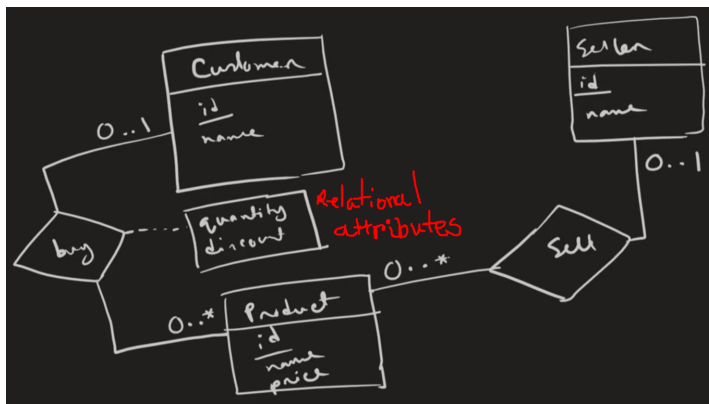 Customer
id
name
0..1
buy
quantity
discount
Relational
attributes
0..*
Product
id
name
price
0...*
Sell
0..1
Seller
id
name